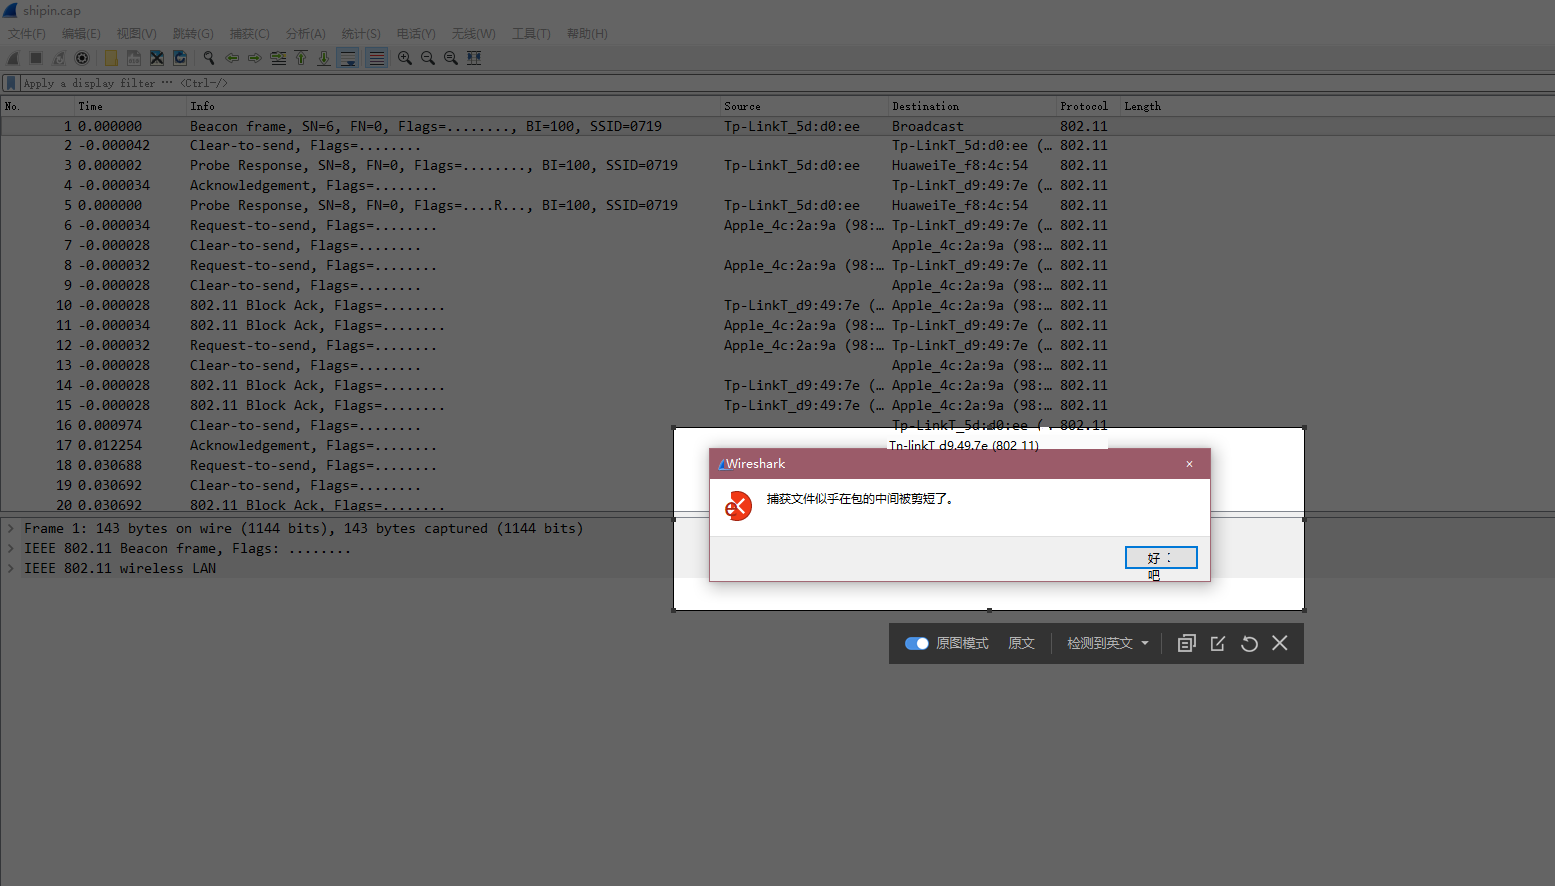 shipin.cap
文件(F) 编辑(E) 视图(V) 跳转(G) 捕获(C) 分析(A) 统计(S) 电话(Y) 无线(W) 工具(T) 帮助(H)
Apply a display filter ⋯ <Ctrl-/>
No. Time Info Source Destination Protocol Length
1 0.000000 Beacon frame, SN=6, FN=0, Flags=........, BI=100, SSID=0719 Tp-LinkT_5d:d0:ee Broadcast 802.11
2 -0.000042 Clear-to-send, Flags=........ Tp-LinkT_5d:d0:ee (… 802.11
3 0.000002 Probe Response, SN=8, FN=0, Flags=........, BI=100, SSID=0719 Tp-LinkT_5d:d0:ee HuaweiTe_f8:4c:54 802.11
4 -0.000034 Acknowledgement, Flags=........ Tp-LinkT_d9:49:7e (… 802.11
5 0.000000 Probe Response, SN=8, FN=0, Flags=....R..., BI=100, SSID=0719 Tp-LinkT_5d:d0:ee HuaweiTe_f8:4c:54 802.11
6 -0.000034 Request-to-send, Flags=........ Apple_4c:2a:9a (98:… Tp-LinkT_d9:49:7e (… 802.11
7 -0.000028 Clear-to-send, Flags=........ Apple_4c:2a:9a (98:… 802.11
8 -0.000032 Request-to-send, Flags=........ Apple_4c:2a:9a (98:… Tp-LinkT_d9:49:7e (… 802.11
9 -0.000028 Clear-to-send, Flags=........ Apple_4c:2a:9a (98:… 802.11
10 -0.000028 802.11 Block Ack, Flags=........ Tp-LinkT_d9:49:7e (… Apple_4c:2a:9a (98:… 802.11
11 -0.000034 802.11 Block Ack, Flags=........ Apple_4c:2a:9a (98:… Tp-LinkT_d9:49:7e (… 802.11
12 -0.000032 Request-to-send, Flags=........ Apple_4c:2a:9a (98:… Tp-LinkT_d9:49:7e (… 802.11
13 -0.000028 Clear-to-send, Flags=........ Apple_4c:2a:9a (98:… 802.11
14 -0.000028 802.11 Block Ack, Flags=........ Tp-LinkT_d9:49:7e (… Apple_4c:2a:9a (98:… 802.11
15 -0.000028 802.11 Block Ack, Flags=........ Tp-LinkT_d9:49:7e (… Apple_4c:2a:9a (98:… 802.11
16 0.000974 Clear-to-send, Flags=........ Tp-LinkT_5d:d0:ee (. 802.11
17 0.012254 Acknowledgement, Flags=........ Tp-linkT d9.49.7e (802.11)
18 0.030688 Request-to-send, Flags=........
19 0.030692 Clear-to-send, Flags=........
20 0.030692 802.11 Block Ack, Flags=........
Wireshark
捕获文件似乎在包的中间被剪短了。
好:
吧
Frame 1: 143 bytes on wire (1144 bits), 143 bytes captured (1144 bits)
IEEE 802.11 Beacon frame, Flags: ........
IEEE 802.11 wireless LAN
原图模式 原文 检测到英文